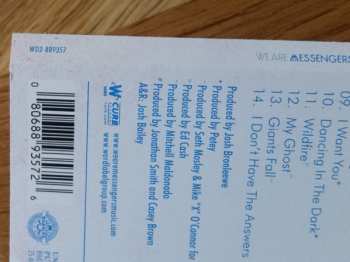 WD2-889357
WE ARE MESSENGERS
09. I Want You*
10. Dancing In The Dark^
11. Wildfire
12. My Ghost
13. Giants Fall
14. I Don't Have The Answers
Produced by Josh Bronleewe
* Produced by Petey
Produced by Seth Mosley & Mike "X" O'Connor for
Produced by Ed Cash
Produced by Mitchell Maldonado
Produced by Jonathan Smith and Casey Brown
A&R: Josh Bailey
CURB
www.wearemessengersmusic.com
www.wordlabelgroup.com
0 80688 93572 6